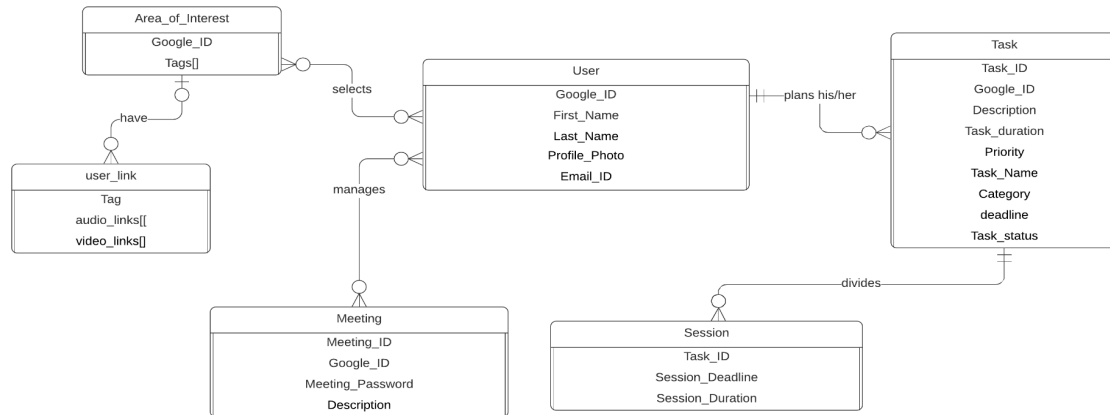 Area_of_Interest
Google_ID
Tags[]
have
user_link
Tag
audio_links[[
video_links[]
selects
User
Google_ID
First_Name
Last_Name
Profile_Photo
Email_ID
manages
Meeting
Meeting_ID
Google_ID
Meeting_Password
Description
plans his/her
Task
Task_ID
Google_ID
Description
Task_duration
Priority
Task_Name
Category
deadline
Task_status
divides
Session
Task_ID
Session_Deadline
Session_Duration